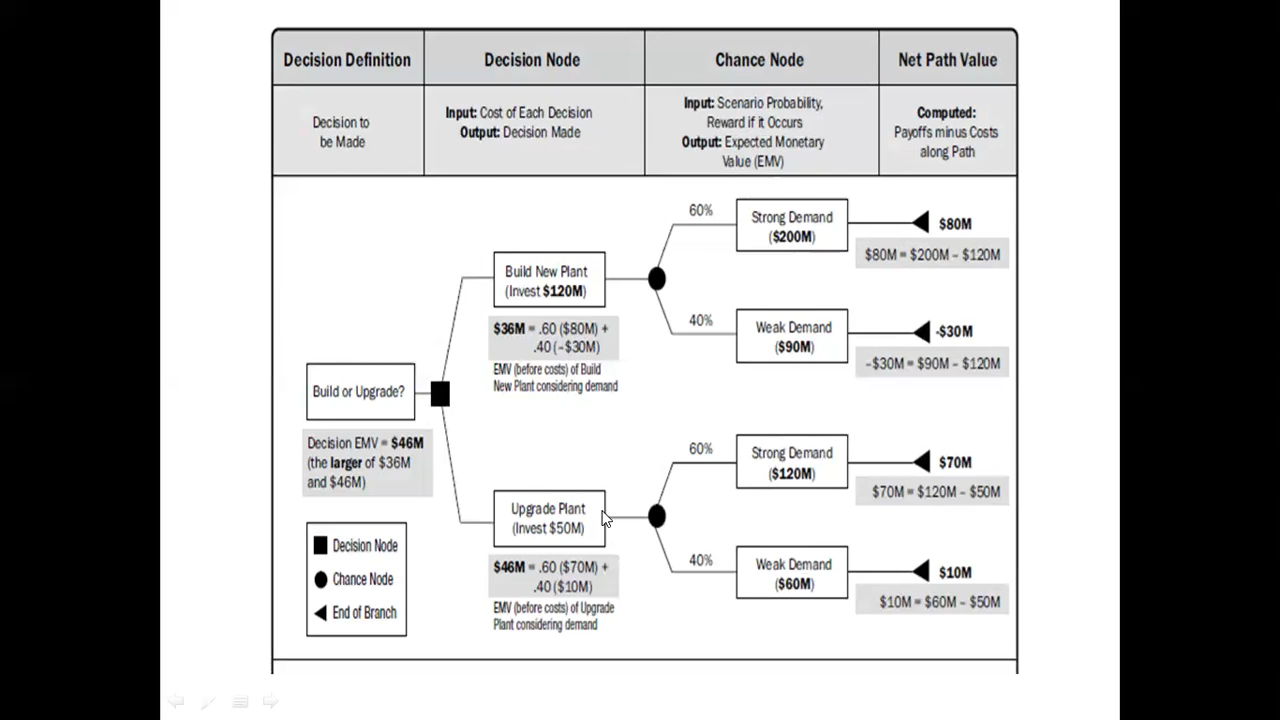 Decision Definition
Decision Node
Chance Node
Net Path Value
Decision to
be Made
Input: Cost of Each Decision
Output: Decision Made
Input: Scenario Probability,
Reward if it Occurs
Output: Expected Monetary
Value (EMV)
Computed:
Payoffs minus Costs
along Path
Build or Upgrade?
Decision EMV = $46M
(the larger of $36M
and $46M)
Build New Plant
(Invest $120M)
$36M = .60 ($80M) +
.40 (–$30M)
EMV (before costs) of Build
New Plant considering demand
60%
Strong Demand
($200M)
$80M
$80M = $200M – $120M
40%
Weak Demand
($90M)
-$30M
–$30M = $90M – $120M
Upgrade Plant
(Invest $50M)
$46M = .60 ($70M) +
.40 ($10M)
EMV (before costs) of Upgrade
Plant considering demand
60%
Strong Demand
($120M)
$70M
$70M = $120M – $50M
40%
Weak Demand
($60M)
$10M
$10M = $60M – $50M
Decision Node
Chance Node
End of Branch